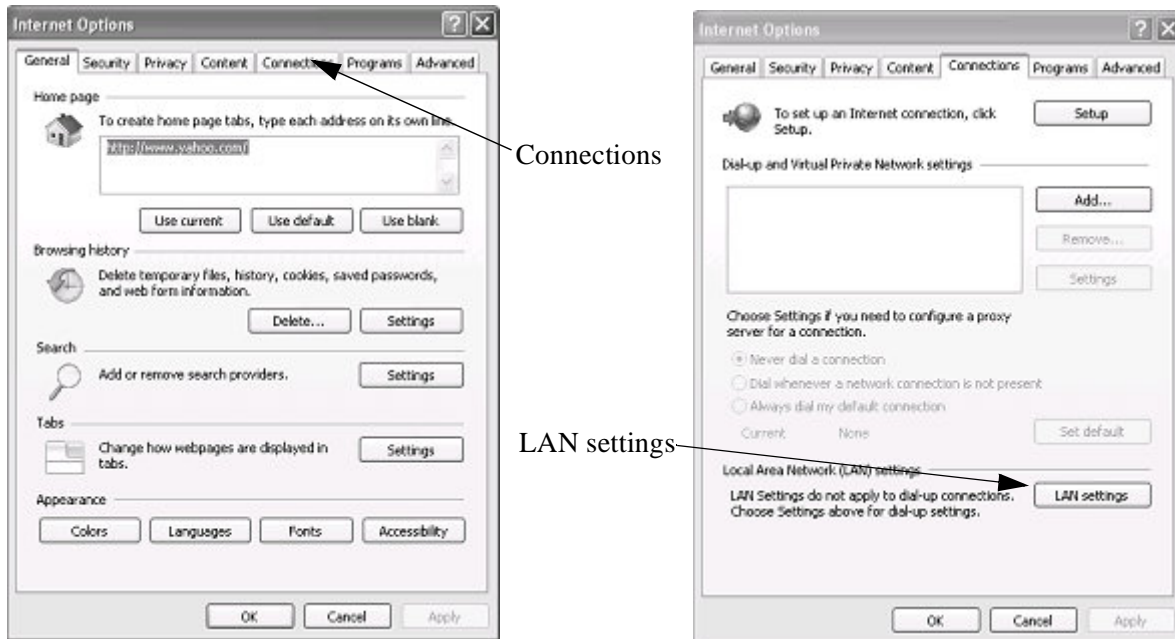 Internet Options
General Security Privacy Content Connections Programs Advanced
Home page
To create home page tabs, type each address on its own line.
http://www.yahoo.com/
Use current Use default Use blank
Browsing history
Delete temporary files, history, cookies, saved passwords,
and web form information.
Delete... Settings
Search
Add or remove search providers. Settings
Tabs
Change how webpages are displayed in
tabs.
Settings
Appearance
Colors Languages Fonts Accessibility
OK Cancel Apply
Connections
LAN settings
Internet Options
General Security Privacy Content Connections Programs Advanced
To set up an Internet connection, click
Setup.
Setup
Dial-up and Virtual Private Network settings
Add...
Remove...
Settings
Choose Settings if you need to configure a proxy
server for a connection.
Never dial a connection
Dial whenever a network connection is not present
Always dial my default connection
Current None Set default
Local Area Network (LAN) settings
LAN Settings do not apply to dial-up connections.
Choose Settings above for dial-up settings.
LAN settings
OK Cancel Apply